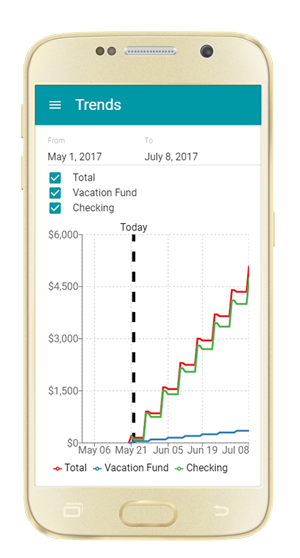 Trends
From To
May 1, 2017 July 8, 2017
Total
Vacation Fund
Checking
Today
$6,000
$4,500
$3,000
$1,500
$0
May 06 May 21 Jun 05 Jun 19 Jul 08
Total Vacation Fund Checking